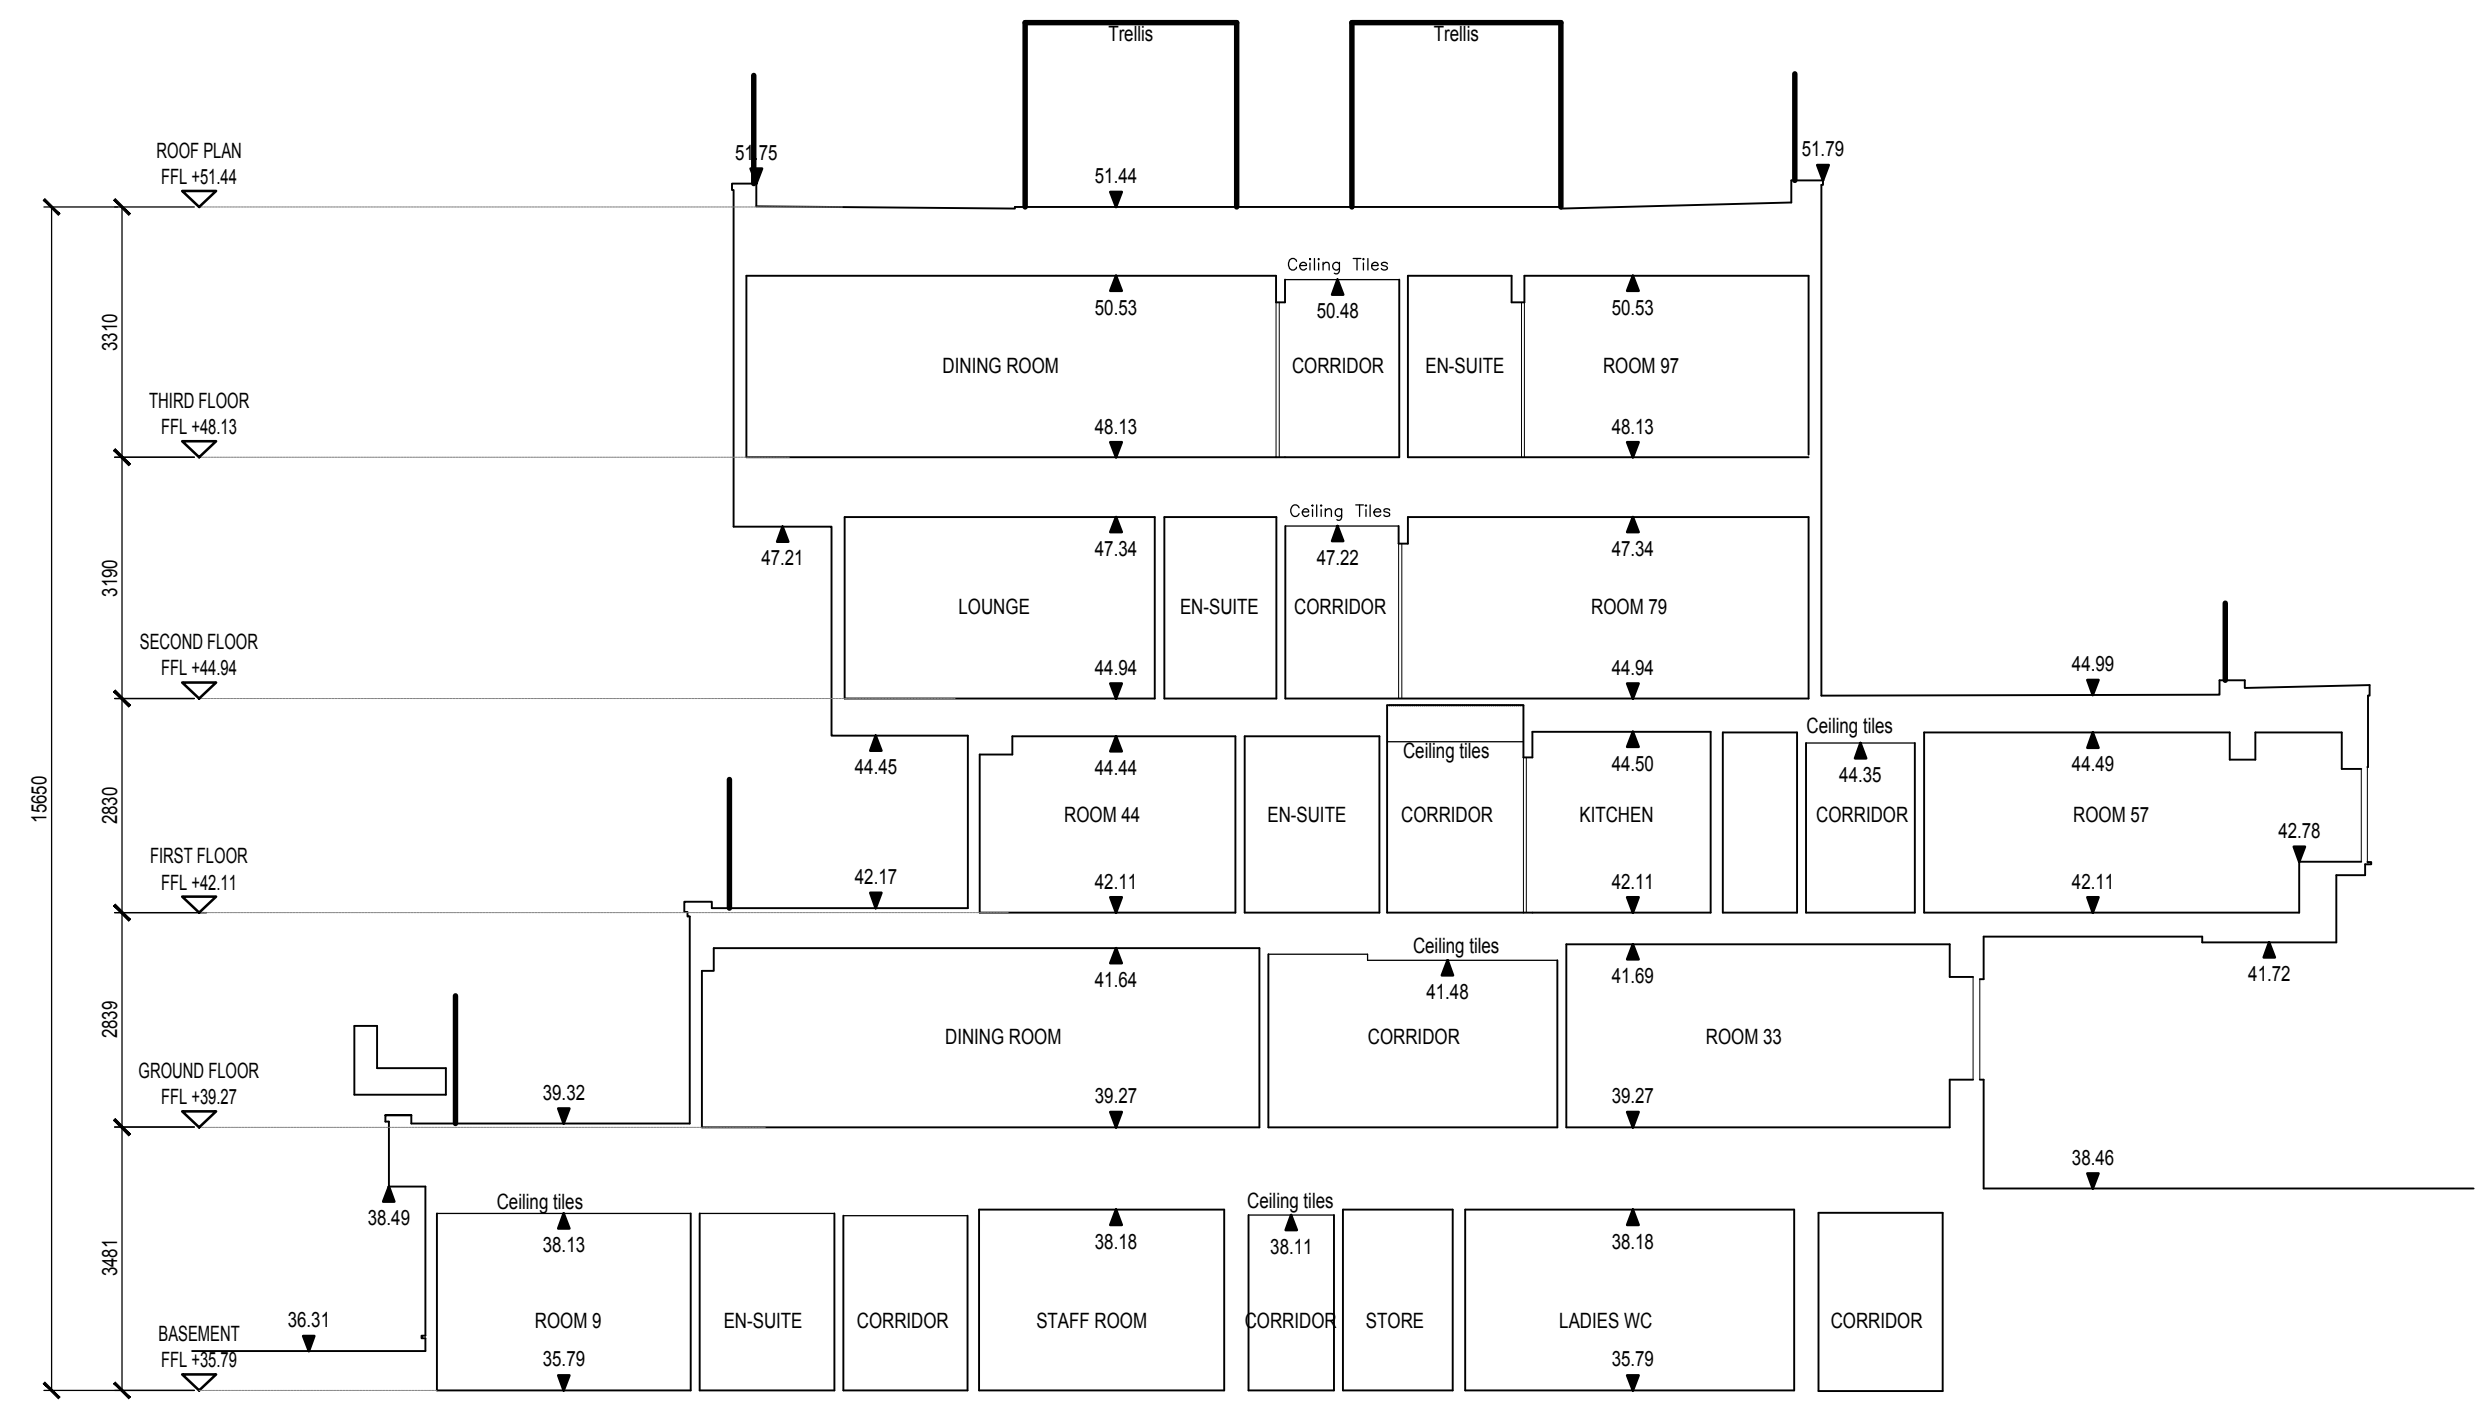 Trellis
Trellis
51.75
51.79
ROOF PLAN
FFL +51.44
51.44
Ceiling Tiles
50.53
50.48
50.53
3310
DINING ROOM
CORRIDOR
EN-SUITE
ROOM 97
THIRD FLOOR
FFL +48.13
48.13
48.13
Ceiling Tiles
47.21
47.34
47.22
47.34
3190
LOUNGE
EN-SUITE
CORRIDOR
ROOM 79
SECOND FLOOR
FFL +44.94
44.94
44.94
44.99
Ceiling tiles
Ceiling tiles
44.45
44.44
44.50
44.35
44.49
15650
2830
ROOM 44
EN-SUITE
CORRIDOR
KITCHEN
CORRIDOR
ROOM 57
42.78
FIRST FLOOR
FFL +42.11
42.17
42.11
42.11
42.11
Ceiling tiles
41.64
41.48
41.69
41.72
2839
DINING ROOM
CORRIDOR
ROOM 33
GROUND FLOOR
FFL +39.27
39.32
39.27
39.27
38.46
Ceiling tiles
Ceiling tiles
38.49
38.13
38.18
38.11
38.18
3481
36.31
ROOM 9
EN-SUITE
CORRIDOR
STAFF ROOM
CORRIDOR
STORE
LADIES WC
CORRIDOR
BASEMENT
FFL +35.79
35.79
35.79